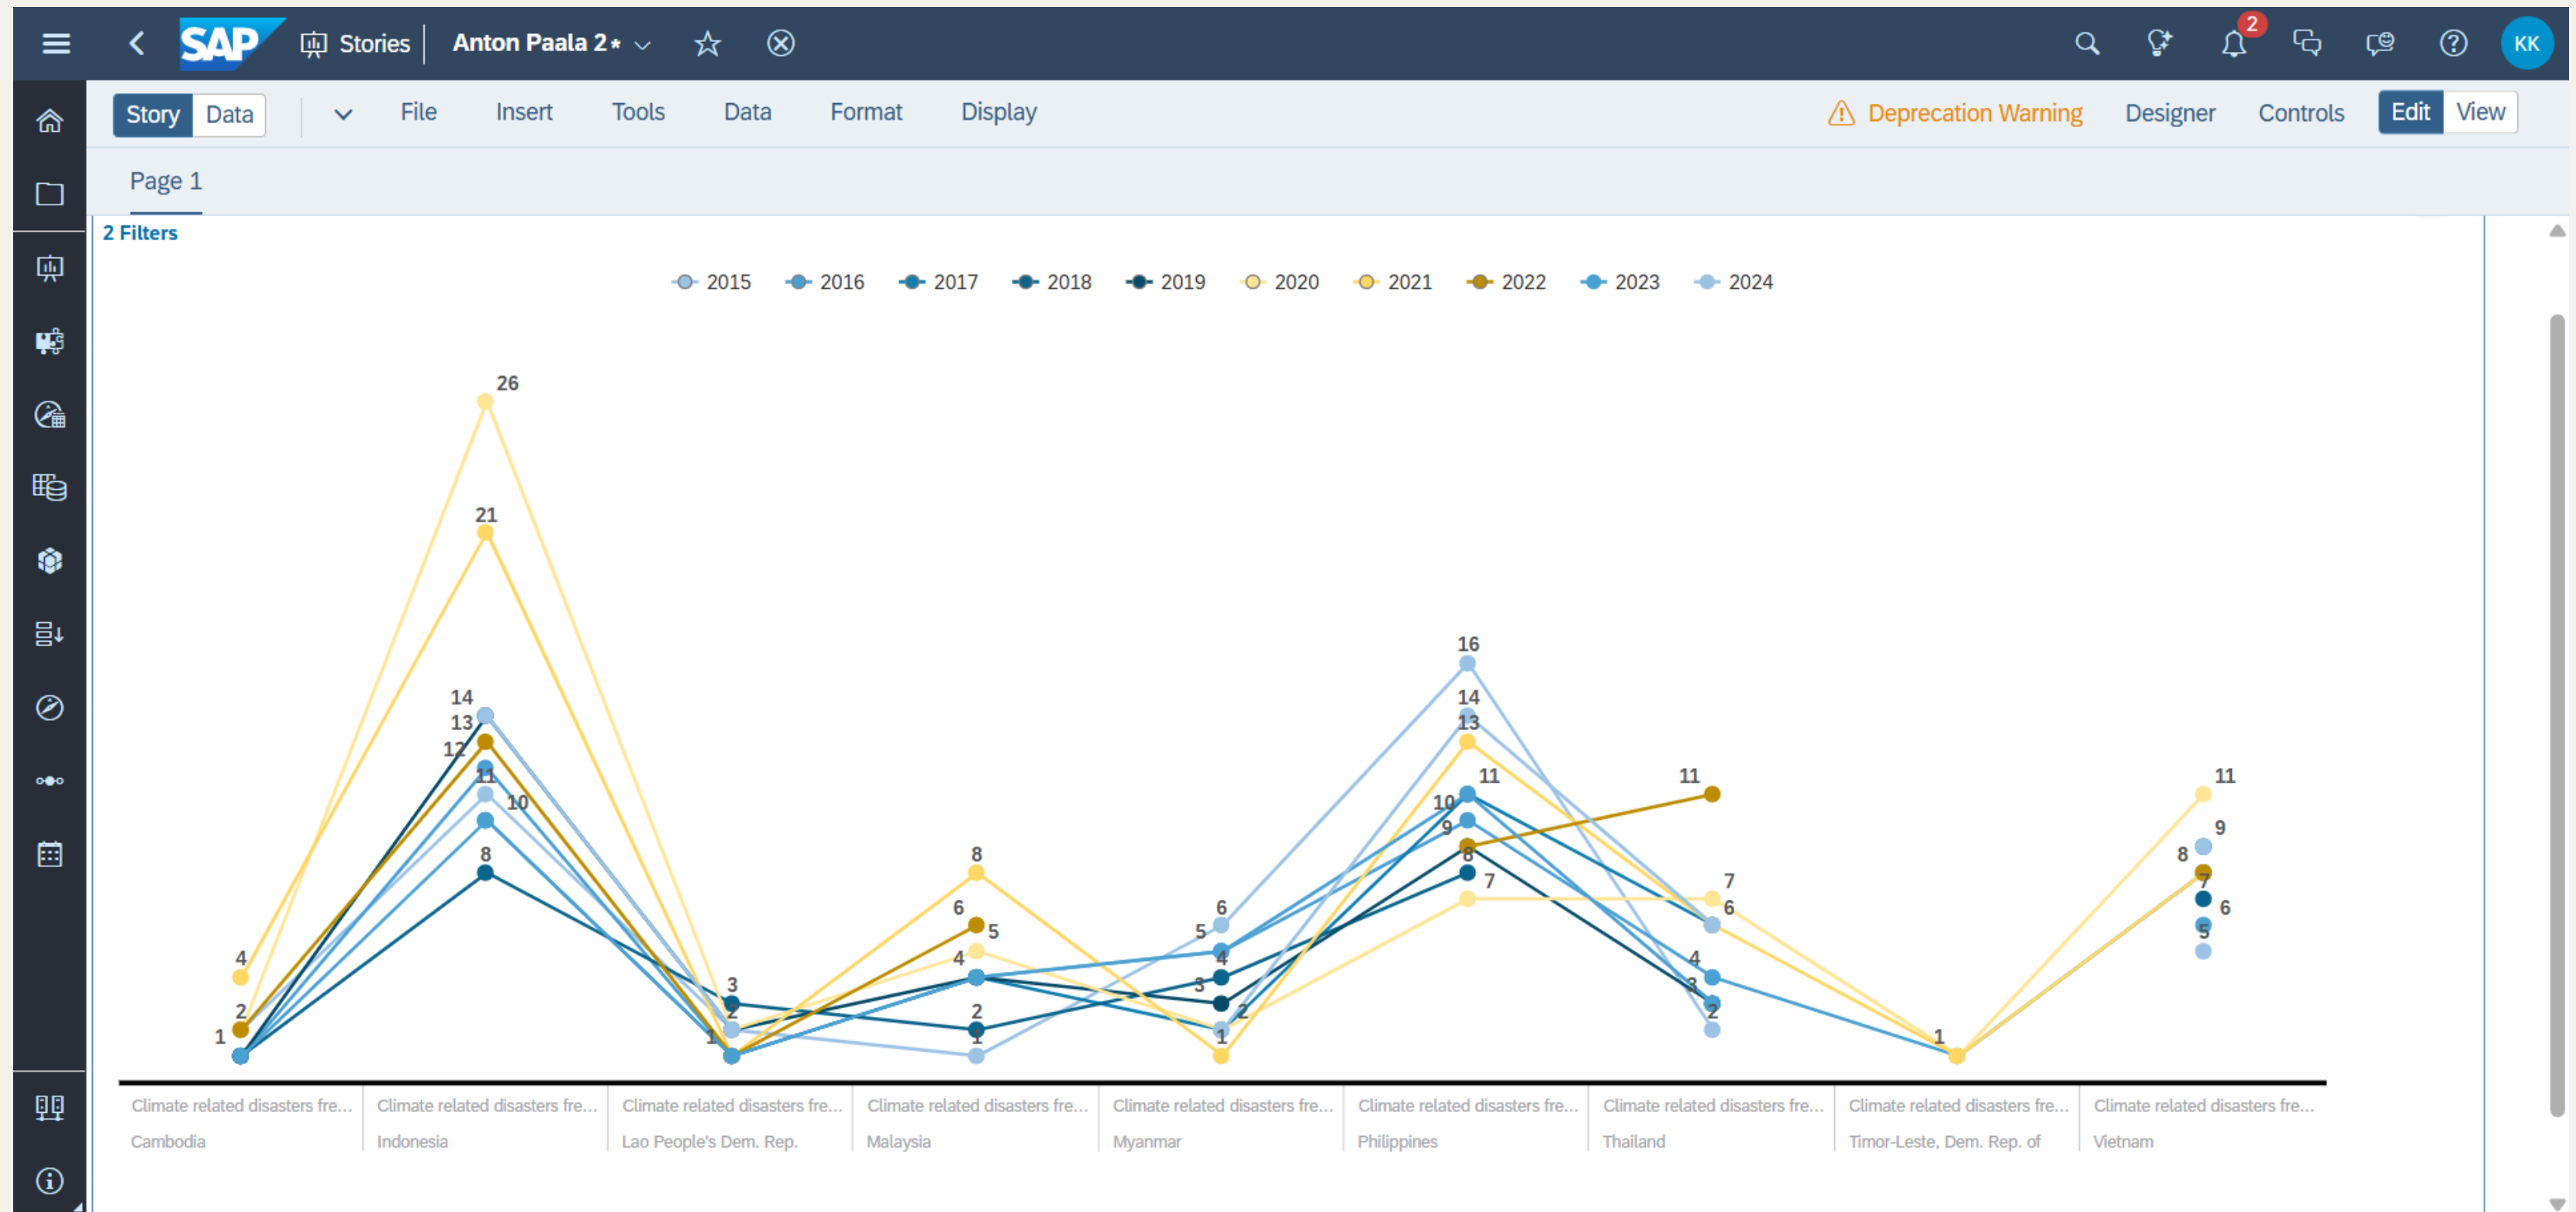 SAP Stories Anton Paala 2* 2 KK
Story Data File Insert Tools Data Format Display Deprecation Warning Designer Controls Edit View
Page 1
2 Filters
2015 2016 2017 2018 2019 2020 2021 2022 2023 2024
26
21
16
14 14
13 13
12
11 11 11 11
10 10
9 9
8 8 8 8
7 7 7
6 6 6 6
5 5 5
4 4 4 4
3 3 3
2 2 2 2 2
1 1 1 1 1
Climate related disasters fre... Climate related disasters fre... Climate related disasters fre... Climate related disasters fre... Climate related disasters fre... Climate related disasters fre... Climate related disasters fre... Climate related disasters fre... Climate related disasters fre...
Cambodia Indonesia Lao People's Dem. Rep. Malaysia Myanmar Philippines Thailand Timor-Leste, Dem. Rep. of Vietnam